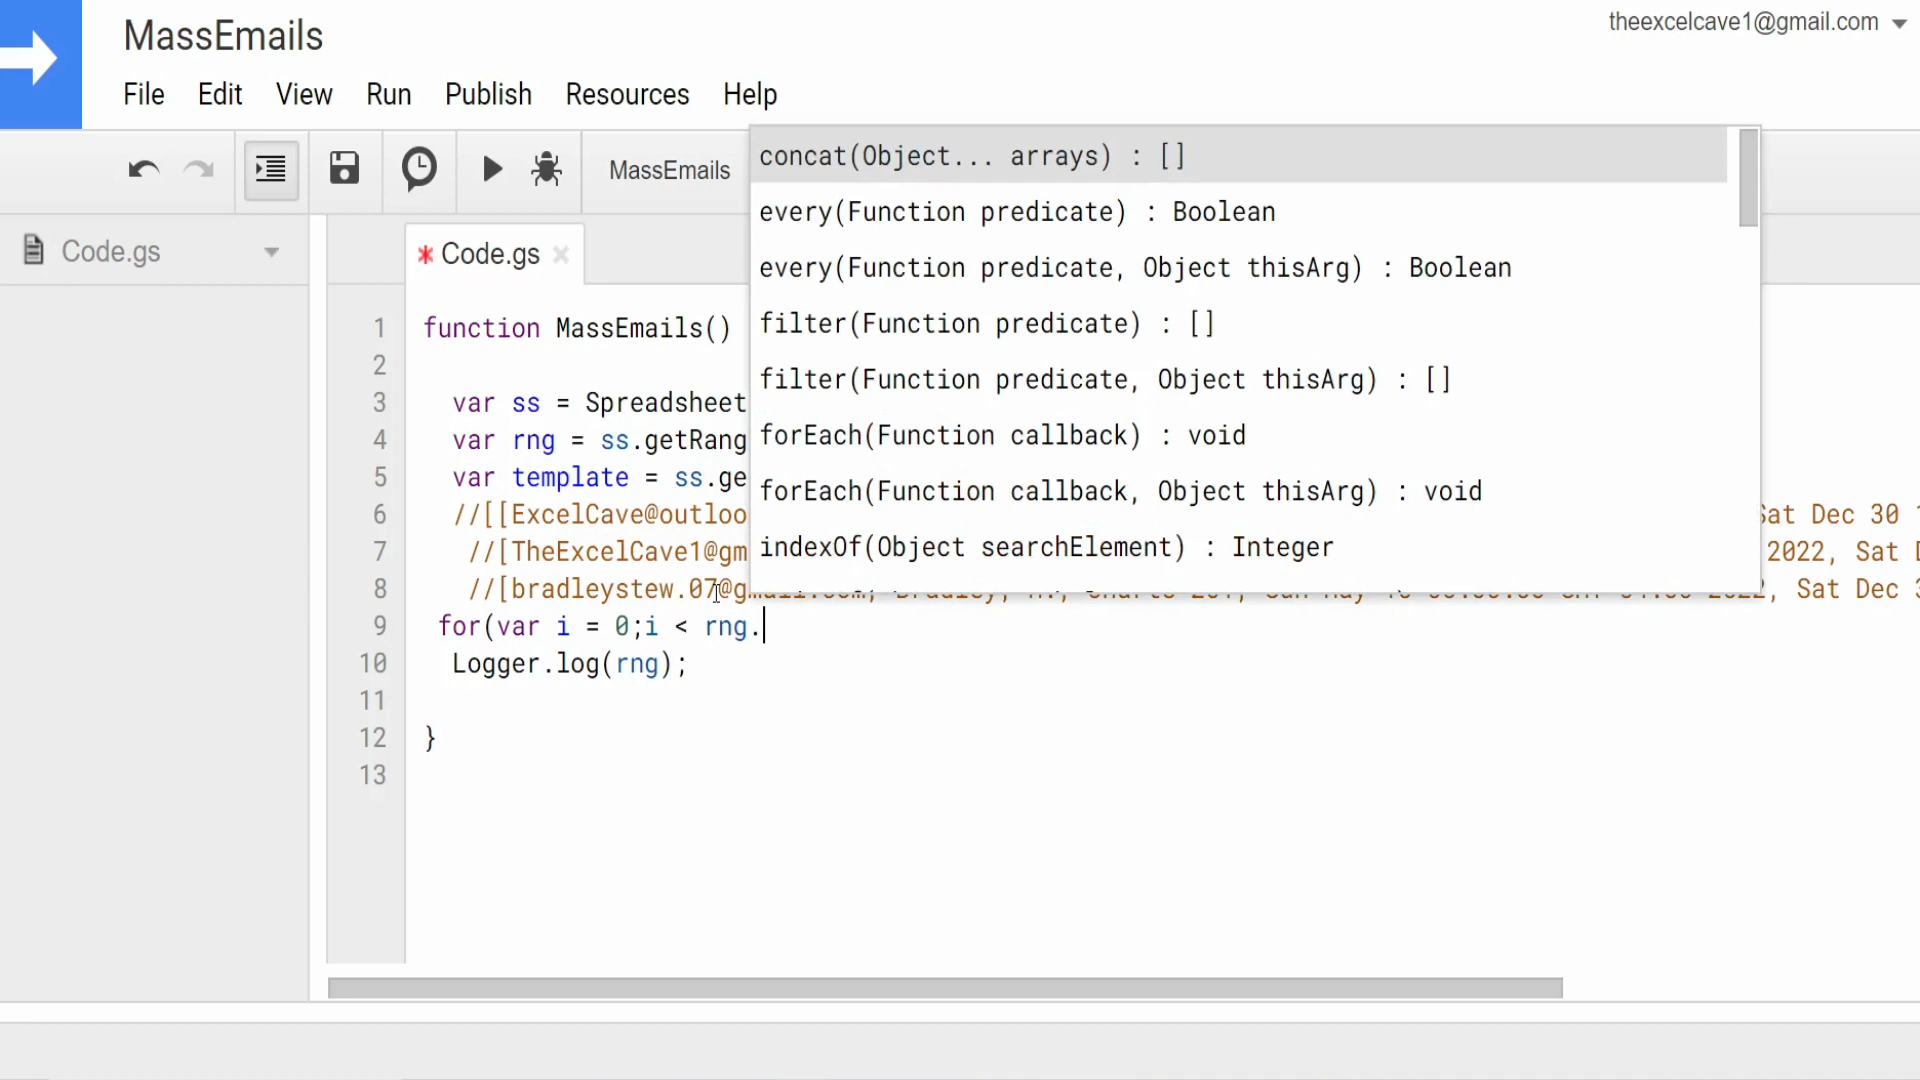 MassEmails
theexcelcave1@gmail.com
File Edit View Run Publish Resources Help
MassEmails
concat(Object... arrays) : []
every(Function predicate) : Boolean
every(Function predicate, Object thisArg) : Boolean
filter(Function predicate) : []
filter(Function predicate, Object thisArg) : []
forEach(Function callback) : void
forEach(Function callback, Object thisArg) : void
indexOf(Object searchElement) : Integer
Code.gs
* Code.gs
1 function MassEmails()
2
3 var ss = Spreadsheet
4 var rng = ss.getRang
5 var template = ss.ge
6 //[[ExcelCave@outloo Sat Dec 30
7 //[TheExcelCave1@gm 2022, Sat
8 //[bradleystew.07@gmail.com, Bradley, Sat Dec
9 for(var i = 0;i < rng.
10 Logger.log(rng);
11
12 }
13